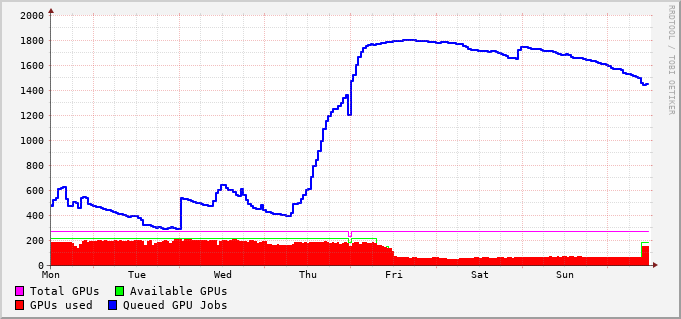 2000
1800
1600
1400
1200
1000
800
600
400
200
0
Mon Tue Wed Thu Fri Sat Sun
Total GPUs Available GPUs
GPUs used Queued GPU Jobs
RRDTOOL / TOBI OETIKER